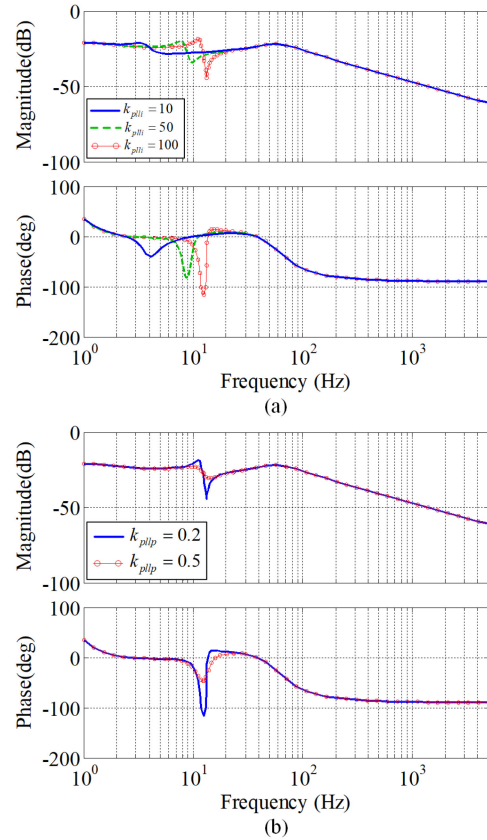 0
-50
-100
Magnitude(dB)
k_plli = 10
k_plli = 50
k_plli = 100
100
0
-100
-200
Phase(deg)
10^0
10^1
10^2
10^3
Frequency (Hz)
(a)
0
-50
-100
Magnitude(dB)
k_pllp = 0.2
k_pllp = 0.5
100
0
-100
-200
Phase(deg)
10^0
10^1
10^2
10^3
Frequency (Hz)
(b)